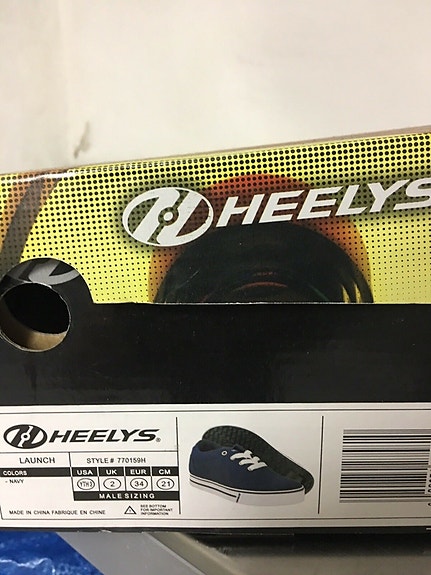 HEELYS
HEELYS®
LAUNCH STYLE # 770159H
COLORS USA UK EUR CM
- NAVY YTH 3 2 34 21
MALE SIZING
MADE IN CHINA FABRIQUE EN CHINE
SEE BOTTOM
FOR IMPORTANT
INFORMATION